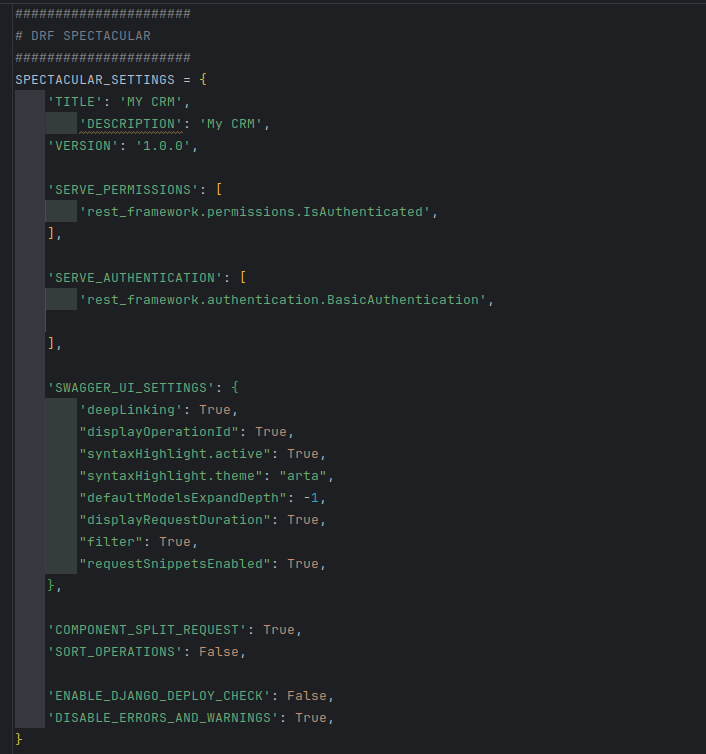 ######################
# DRF SPECTACULAR
######################
SPECTACULAR_SETTINGS = {
    'TITLE': 'MY CRM',
        'DESCRIPTION': 'My CRM',
    'VERSION': '1.0.0',

    'SERVE_PERMISSIONS': [
        'rest_framework.permissions.IsAuthenticated',
    ],

    'SERVE_AUTHENTICATION': [
        'rest_framework.authentication.BasicAuthentication',

    ],

    'SWAGGER_UI_SETTINGS': {
        'deepLinking': True,
        "displayOperationId": True,
        "syntaxHighlight.active": True,
        "syntaxHighlight.theme": "arta",
        "defaultModelsExpandDepth": -1,
        "displayRequestDuration": True,
        "filter": True,
        "requestSnippetsEnabled": True,
    },

    'COMPONENT_SPLIT_REQUEST': True,
    'SORT_OPERATIONS': False,

    'ENABLE_DJANGO_DEPLOY_CHECK': False,
    'DISABLE_ERRORS_AND_WARNINGS': True,
}